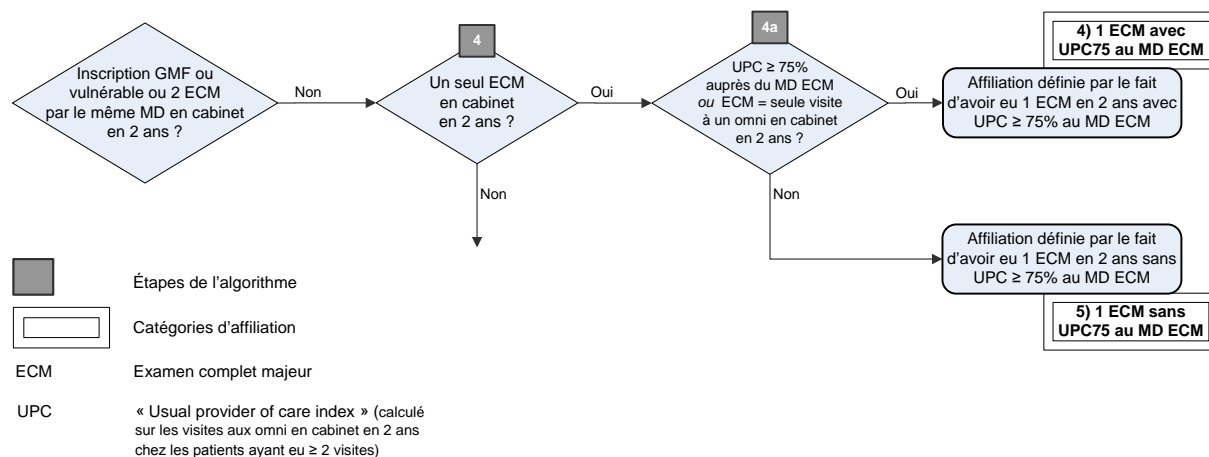 Inscription GMF ou
vulnérable ou 2 ECM
par le même MD en cabinet
en 2 ans ?
Non
4
Un seul ECM
en cabinet
en 2 ans ?
Oui
Non
4a
UPC ≥ 75%
auprès du MD ECM
ou ECM = seule visite
à un omni en cabinet
en 2 ans ?
Oui
Non
4) 1 ECM avec
UPC75 au MD ECM
Affiliation définie par le fait
d’avoir eu 1 ECM en 2 ans avec
UPC ≥ 75% au MD ECM
Affiliation définie par le fait
d’avoir eu 1 ECM en 2 ans sans
UPC ≥ 75% au MD ECM
5) 1 ECM sans
UPC75 au MD ECM
Étapes de l’algorithme
Catégories d’affiliation
ECM Examen complet majeur
UPC « Usual provider of care index » (calculé
sur les visites aux omni en cabinet en 2 ans
chez les patients ayant eu ≥ 2 visites)